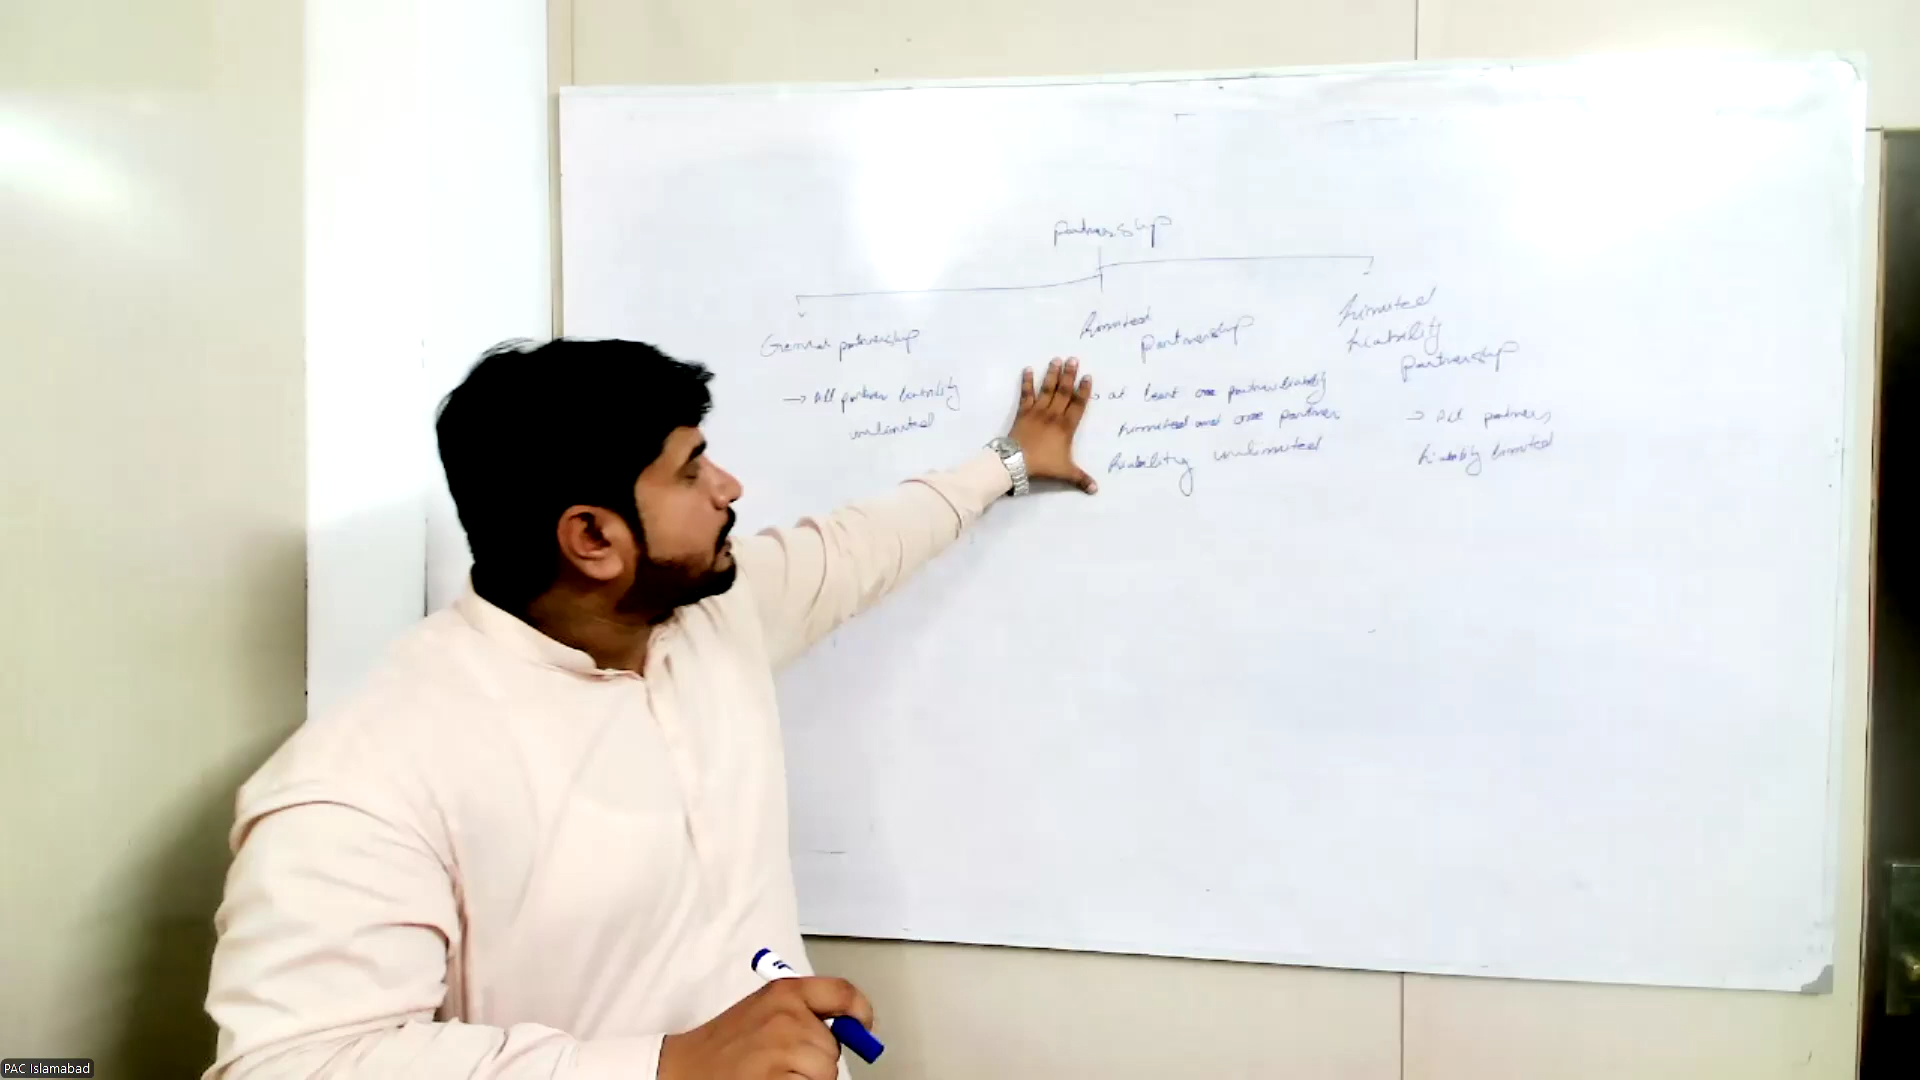 partnership
General partnership
→ All partner liability
unlimited
Limited
partnership
at least one partner liability
limited and one partner
liability unlimited
Limited
Liability
partnership
→ All partners
liability limited
PAC Islamabad